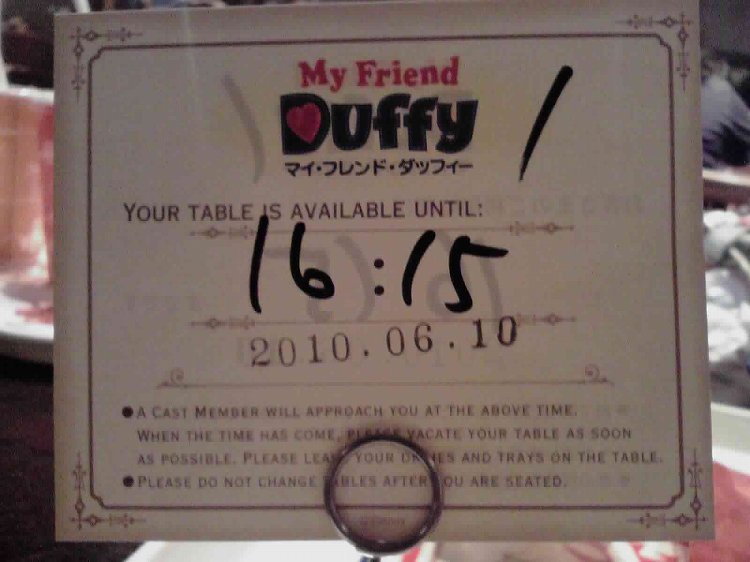 My Friend
DUFFY
マイ・フレンド・ダッフィー
YOUR TABLE IS AVAILABLE UNTIL:
16:15
2010.06.10
●A CAST MEMBER WILL APPROACH YOU AT THE ABOVE TIME.
WHEN THE TIME HAS COME, PLEASE VACATE YOUR TABLE AS SOON
AS POSSIBLE. PLEASE LEAVE YOUR DISHES AND TRAYS ON THE TABLE.
●PLEASE DO NOT CHANGE TABLES AFTER YOU ARE SEATED.